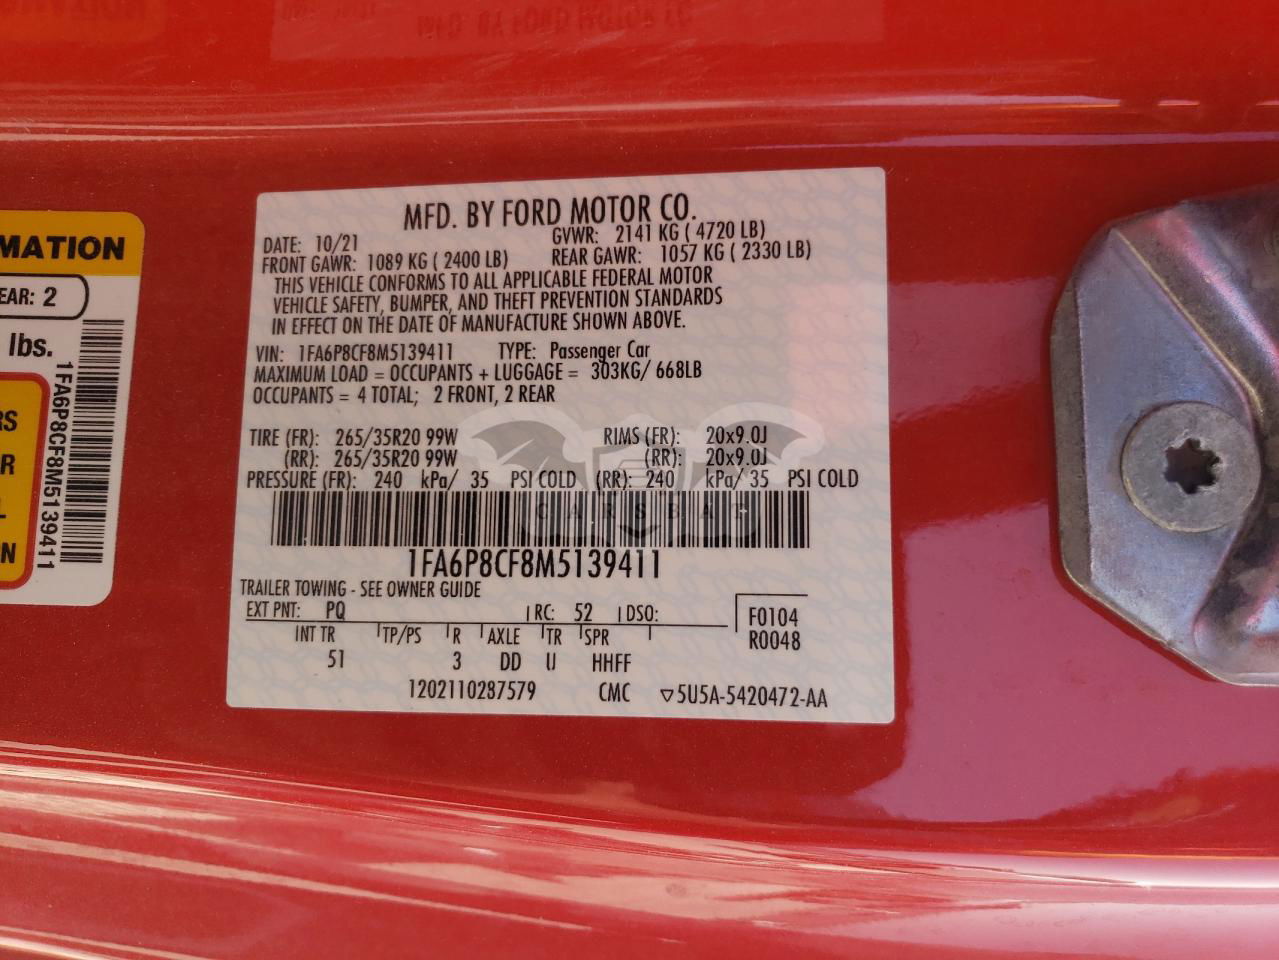 MFD. BY FORD MOTOR CO.
DATE: 10/21 GVWR: 2141 KG ( 4720 LB)
FRONT GAWR: 1089 KG ( 2400 LB) REAR GAWR: 1057 KG ( 2330 LB)
THIS VEHICLE CONFORMS TO ALL APPLICABLE FEDERAL MOTOR
VEHICLE SAFETY, BUMPER, AND THEFT PREVENTION STANDARDS
IN EFFECT ON THE DATE OF MANUFACTURE SHOWN ABOVE.
VIN: 1FA6P8CF8M5139411 TYPE: Passenger Car
MAXIMUM LOAD = OCCUPANTS + LUGGAGE = 303KG/ 668LB
OCCUPANTS = 4 TOTAL; 2 FRONT, 2 REAR
TIRE (FR): 265/35R20 99W RIMS (FR): 20x9.0J
(RR): 265/35R20 99W (RR): 20x9.0J
PRESSURE (FR): 240 kPa/ 35 PSI COLD (RR): 240 kPa/ 35 PSI COLD
CARSBAT
1FA6P8CF8M5139411
TRAILER TOWING - SEE OWNER GUIDE
EXT PNT: PQ RC: 52 DSO: F0104
R0048
INT TR TP/PS R AXLE TR SPR
51 3 DD U HHFF
1202110287579 CMC ▽5U5A-5420472-AA
MATION
EAR: 2
lbs.
1FA6P8CF8M5139411